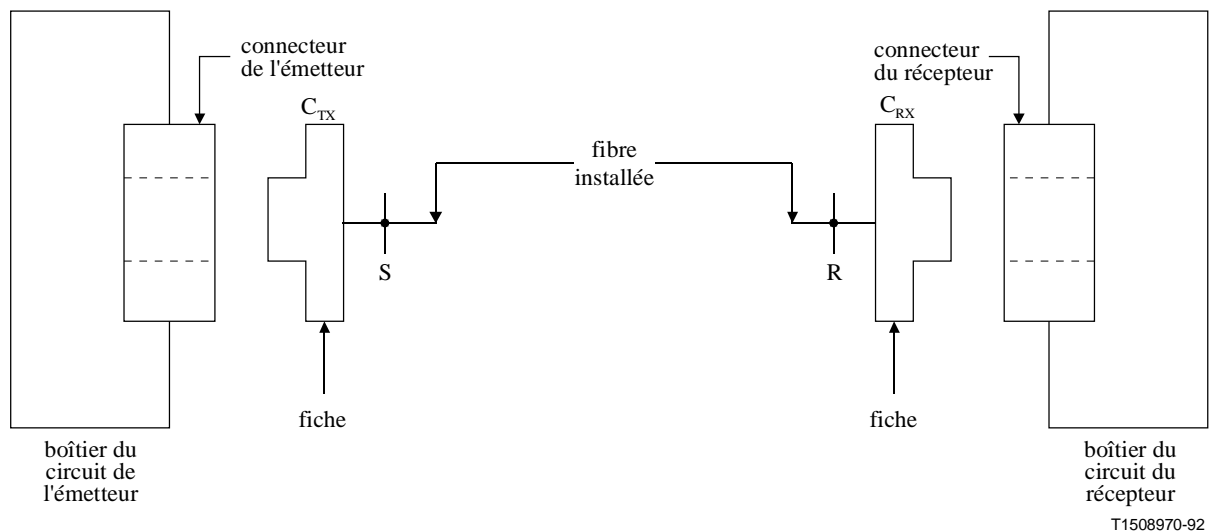 connecteur
de l'émetteur
connecteur
du récepteur
C_TX
C_RX
fibre
installée
S
R
fiche
fiche
boîtier du
circuit de
l'émetteur
boîtier du
circuit du
récepteur
T1508970-92